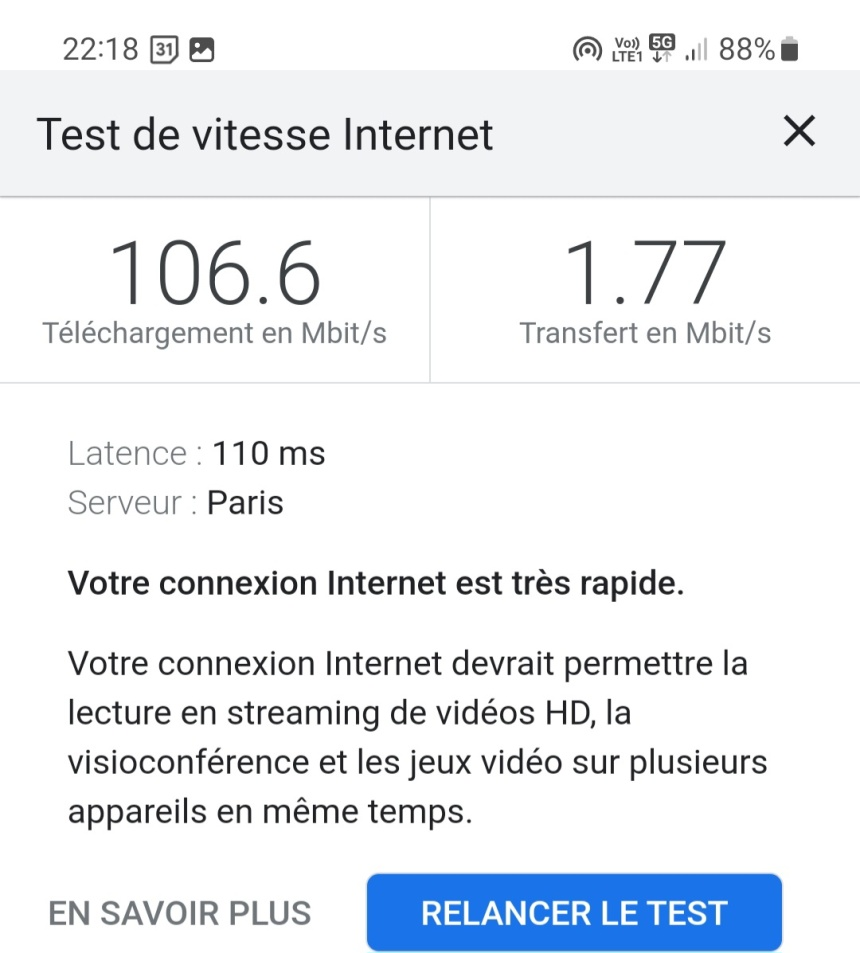 22:18 31 Vo)) LTE1 5G 88%
Test de vitesse Internet
106.6 1.77
Téléchargement en Mbit/s Transfert en Mbit/s
Latence : 110 ms
Serveur : Paris
Votre connexion Internet est très rapide.
Votre connexion Internet devrait permettre la
lecture en streaming de vidéos HD, la
visioconférence et les jeux vidéo sur plusieurs
appareils en même temps.
EN SAVOIR PLUS RELANCER LE TEST